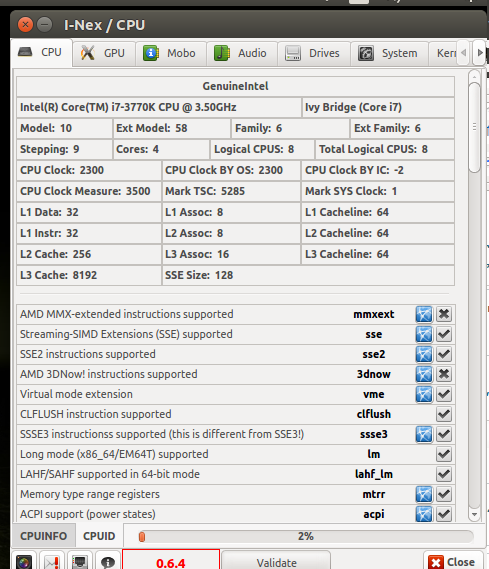 I-Nex / CPU
CPU GPU Mobo Audio Drives System Kern
GenuineIntel
Intel(R) Core(TM) i7-3770K CPU @ 3.50GHz Ivy Bridge (Core i7)
Model: 10 Ext Model: 58 Family: 6 Ext Family: 6
Stepping: 9 Cores: 4 Logical CPUS: 8 Total Logical CPUS: 8
CPU Clock: 2300 CPU Clock BY OS: 2300 CPU Clock BY IC: -2
CPU Clock Measure: 3500 Mark TSC: 5285 Mark SYS Clock: 1
L1 Data: 32 L1 Assoc: 8 L1 Cacheline: 64
L1 Instr: 32 L2 Assoc: 8 L2 Cacheline: 64
L2 Cache: 256 L3 Assoc: 16 L3 Cacheline: 64
L3 Cache: 8192 SSE Size: 128
AMD MMX-extended instructions supported mmxext
Streaming-SIMD Extensions (SSE) supported sse
SSE2 instructions supported sse2
AMD 3DNow! instructions supported 3dnow
Virtual mode extension vme
CLFLUSH instruction supported clflush
SSSE3 instructionss supported (this is different from SSE3!) ssse3
Long mode (x86_64/EM64T) supported lm
LAHF/SAHF supported in 64-bit mode lahf_lm
Memory type range registers mtrr
ACPI support (power states) acpi
CPUINFO CPUID 2%
0.6.4 Validate Close